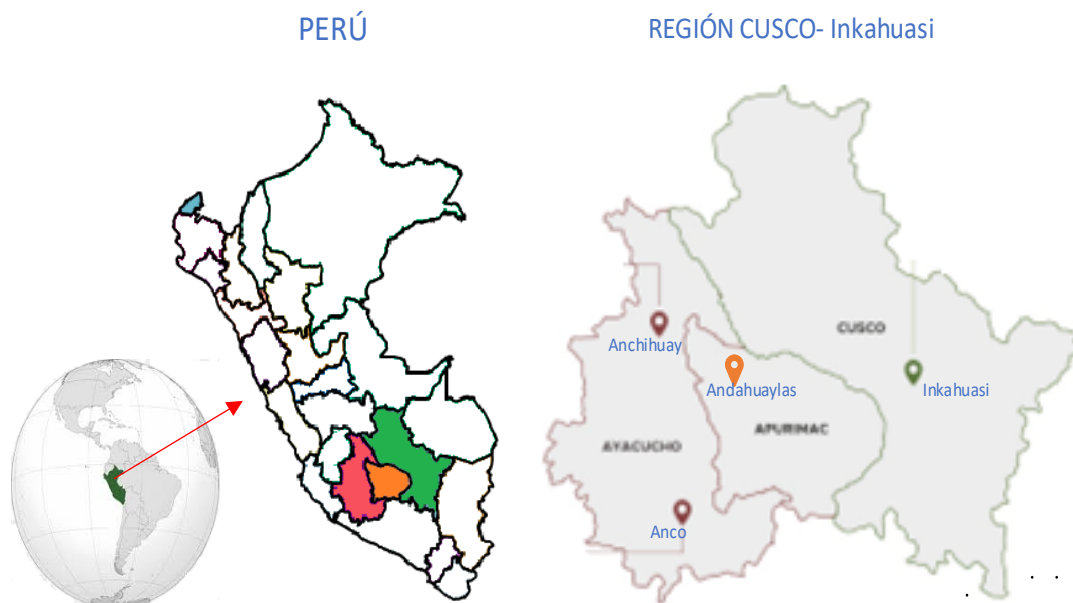 PERÚ
REGIÓN CUSCO- Inkahuasi
CUSCO
Anchihuay
Andahuaylas
Inkahuasi
APURIMAC
AYACUCHO
Anco